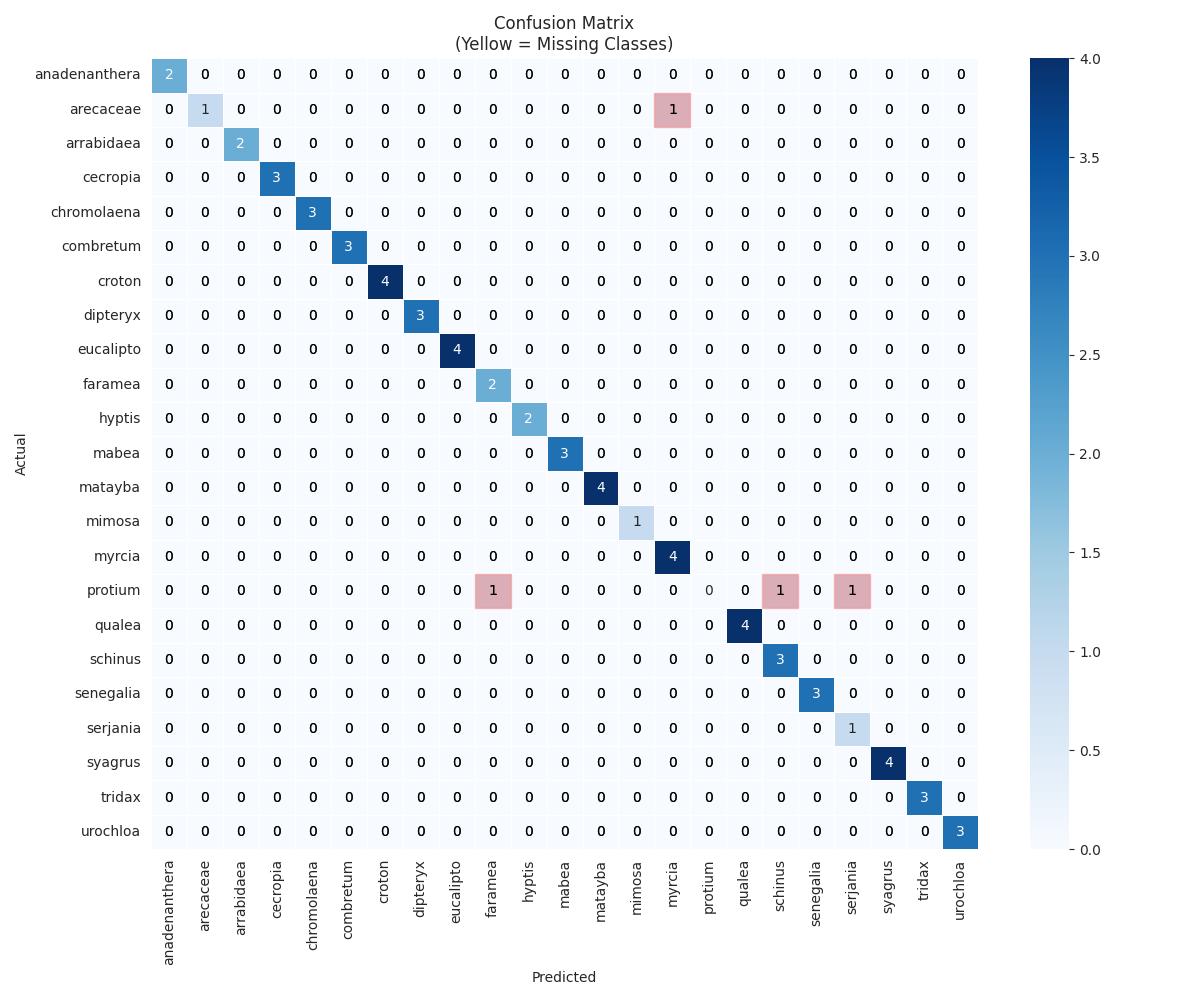 Confusion Matrix
(Yellow = Missing Classes)
anadenanthera 2 0 0 0 0 0 0 0 0 0 0 0 0 0 0 0 0 0 0 0 0 0 0
arecaceae 0 1 0 0 0 0 0 0 0 0 0 0 0 0 1 0 0 0 0 0 0 0 0
arrabidaea 0 0 2 0 0 0 0 0 0 0 0 0 0 0 0 0 0 0 0 0 0 0 0
cecropia 0 0 0 3 0 0 0 0 0 0 0 0 0 0 0 0 0 0 0 0 0 0 0
chromolaena 0 0 0 0 3 0 0 0 0 0 0 0 0 0 0 0 0 0 0 0 0 0 0
combretum 0 0 0 0 0 3 0 0 0 0 0 0 0 0 0 0 0 0 0 0 0 0 0
croton 0 0 0 0 0 0 4 0 0 0 0 0 0 0 0 0 0 0 0 0 0 0 0
dipteryx 0 0 0 0 0 0 0 3 0 0 0 0 0 0 0 0 0 0 0 0 0 0 0
eucalipto 0 0 0 0 0 0 0 0 4 0 0 0 0 0 0 0 0 0 0 0 0 0 0
faramea 0 0 0 0 0 0 0 0 0 2 0 0 0 0 0 0 0 0 0 0 0 0 0
hyptis 0 0 0 0 0 0 0 0 0 0 2 0 0 0 0 0 0 0 0 0 0 0 0
mabea 0 0 0 0 0 0 0 0 0 0 0 3 0 0 0 0 0 0 0 0 0 0 0
matayba 0 0 0 0 0 0 0 0 0 0 0 0 4 0 0 0 0 0 0 0 0 0 0
mimosa 0 0 0 0 0 0 0 0 0 0 0 0 0 1 0 0 0 0 0 0 0 0 0
myrcia 0 0 0 0 0 0 0 0 0 0 0 0 0 0 4 0 0 0 0 0 0 0 0
protium 0 0 0 0 0 0 0 0 0 1 0 0 0 0 0 0 0 1 0 1 0 0 0
qualea 0 0 0 0 0 0 0 0 0 0 0 0 0 0 0 0 4 0 0 0 0 0 0
schinus 0 0 0 0 0 0 0 0 0 0 0 0 0 0 0 0 0 3 0 0 0 0 0
senegalia 0 0 0 0 0 0 0 0 0 0 0 0 0 0 0 0 0 0 3 0 0 0 0
serjania 0 0 0 0 0 0 0 0 0 0 0 0 0 0 0 0 0 0 0 1 0 0 0
syagrus 0 0 0 0 0 0 0 0 0 0 0 0 0 0 0 0 0 0 0 0 4 0 0
tridax 0 0 0 0 0 0 0 0 0 0 0 0 0 0 0 0 0 0 0 0 0 3 0
urochloa 0 0 0 0 0 0 0 0 0 0 0 0 0 0 0 0 0 0 0 0 0 0 3
Actual
anadenanthera
arecaceae
arrabidaea
cecropia
chromolaena
combretum
croton
dipteryx
eucalipto
faramea
hyptis
mabea
matayba
mimosa
myrcia
protium
qualea
schinus
senegalia
serjania
syagrus
tridax
urochloa
Predicted
4.0
3.5
3.0
2.5
2.0
1.5
1.0
0.5
0.0